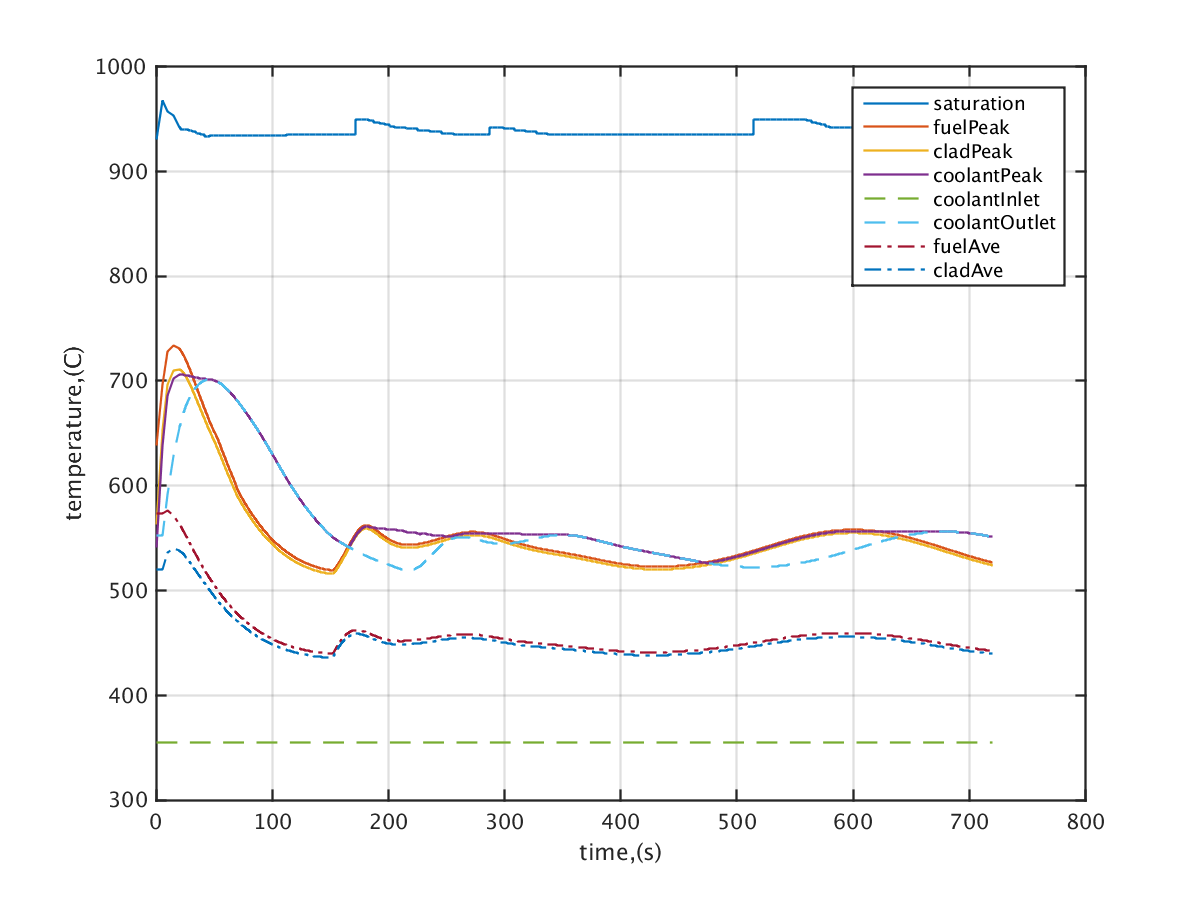 1000
900
800
700
600
500
400
300
temperature,(C)
saturation
fuelPeak
cladPeak
coolantPeak
coolantInlet
coolantOutlet
fuelAve
cladAve
0 100 200 300 400 500 600 700 800
time,(s)